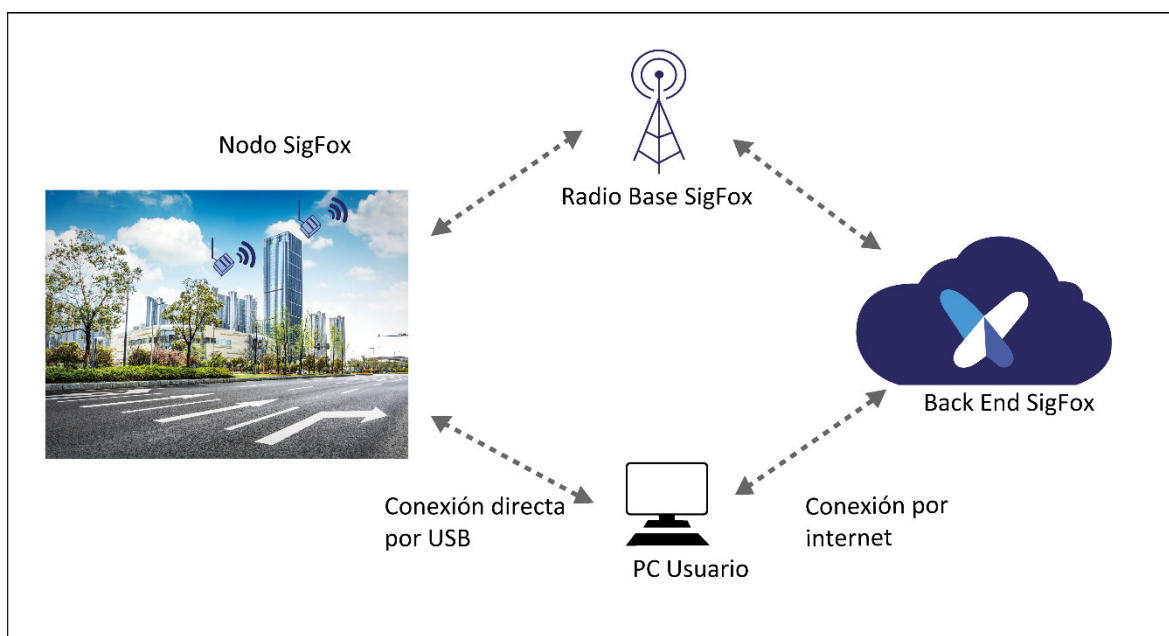 Nodo SigFox
Radio Base SigFox
Back End SigFox
Conexión directa
por USB
Conexión por
internet
PC Usuario